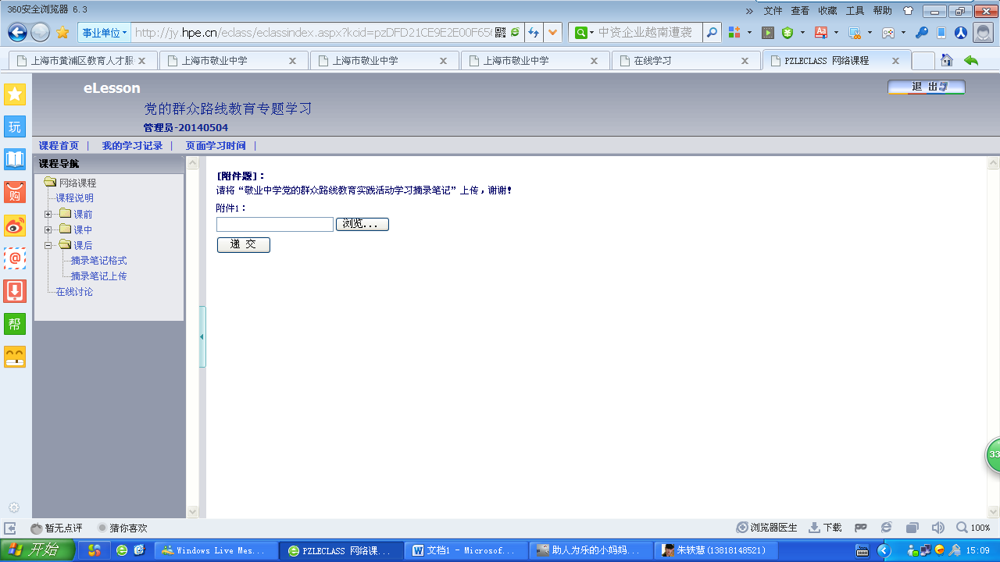 360安全浏览器 6.3
» 文件 查看 收藏 工具 帮助
事业单位 http://jy.hpe.cn/eclass/eclassindex.aspx?kcid=pzDFD21CE9E2E00F656 中资企业越南遭袭
上海市黄浦区教育人才服 上海市敬业中学 上海市敬业中学 上海市敬业中学 在线学习 PZLECLASS 网络课程
eLesson
退 出
党的群众路线教育专题学习
管理员-20140504
课程首页 | 我的学习记录 | 页面学习时间 |
课程导航
网络课程
课程说明
课前
课中
课后
摘录笔记格式
摘录笔记上传
在线讨论
[附件题]：
请将“敬业中学党的群众路线教育实践活动学习摘录笔记”上传，谢谢！
附件1：
浏览...
递 交
玩
购
@
帮
33
暂无点评 猜你喜欢 浏览器医生 下载 100%
开始 Windows Live Mes... PZLECLASS 网络课... 文档1 - Microsof... 助人为乐的小妈妈... 朱轶慧(13818148521) 15:09